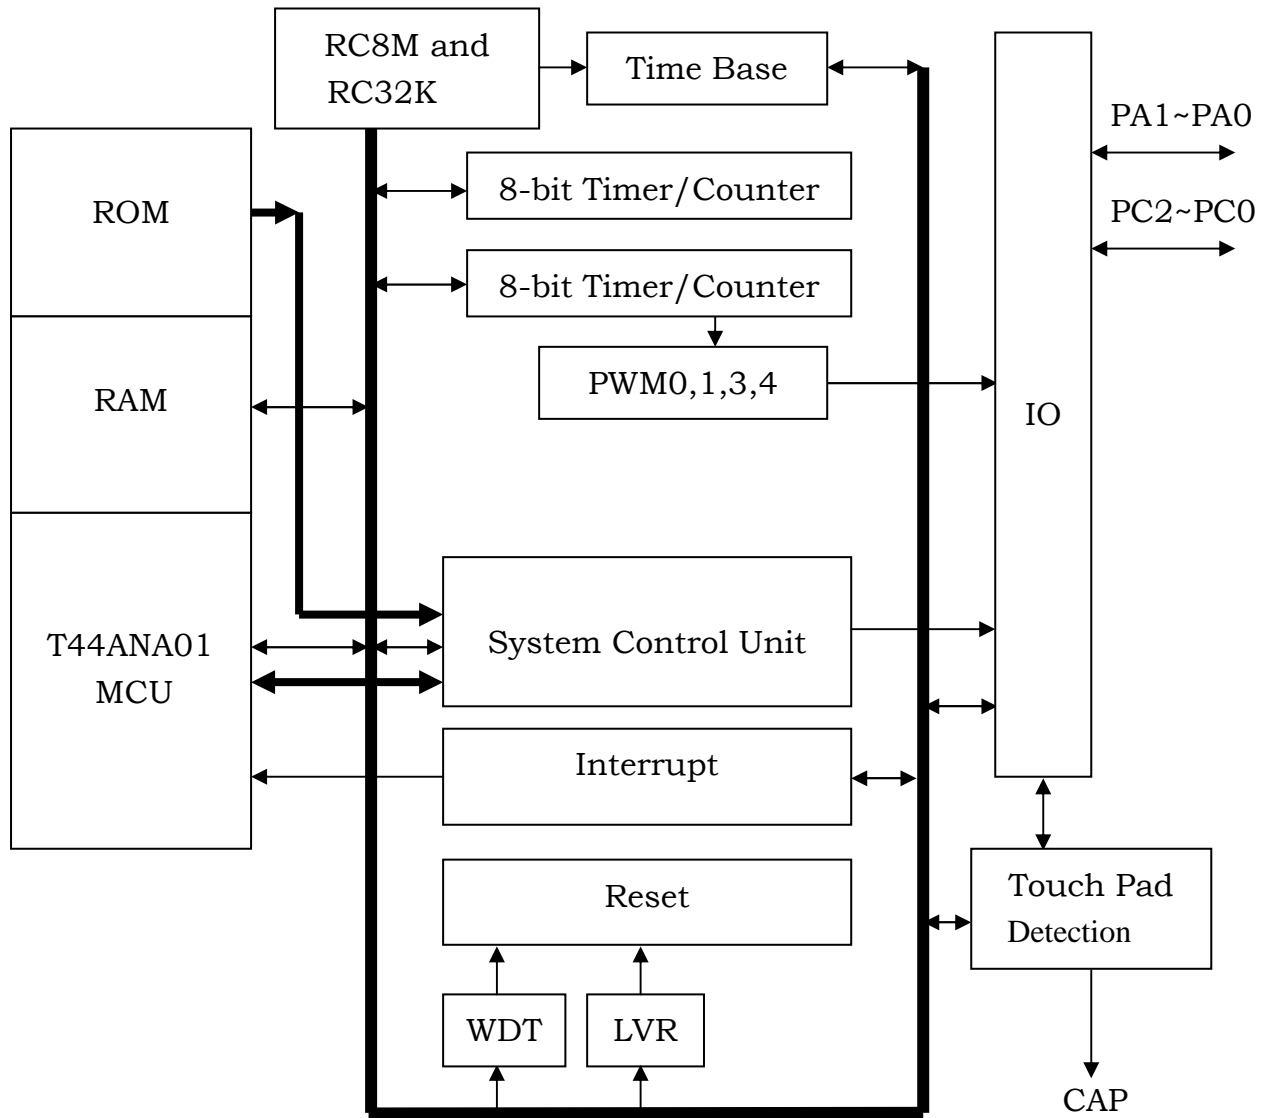 RC8M and
RC32K
Time Base
PA1~PA0
ROM
8-bit Timer/Counter
PC2~PC0
8-bit Timer/Counter
RAM
PWM0,1,3,4
IO
T44ANA01
MCU
System Control Unit
Interrupt
Reset
Touch Pad
Detection
WDT
LVR
CAP